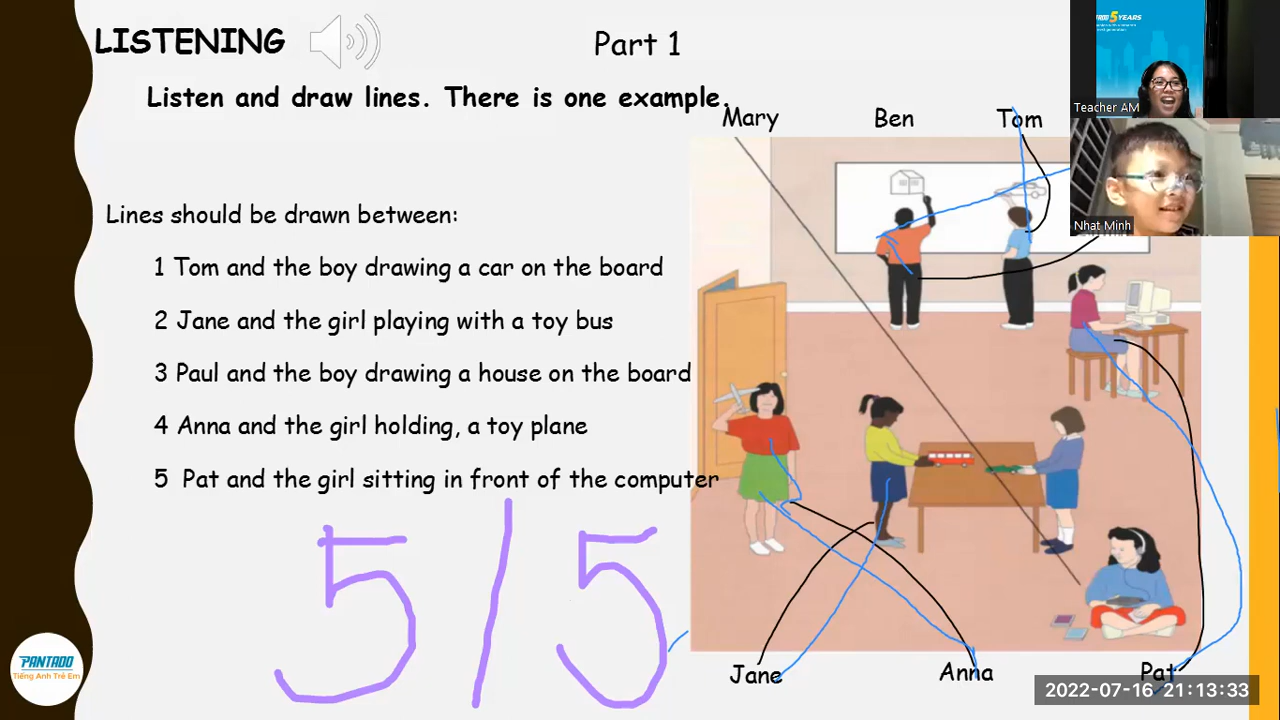 LISTENING
Part 1
Listen and draw lines. There is one example.
Mary Ben Tom
Lines should be drawn between:
1 Tom and the boy drawing a car on the board
2 Jane and the girl playing with a toy bus
3 Paul and the boy drawing a house on the board
4 Anna and the girl holding, a toy plane
5 Pat and the girl sitting in front of the computer
5/5
Jane Anna Pat
PANTADO
Tiếng Anh Trẻ Em
5 YEARS
Teacher AM
Nhat Minh
2022-07-16 21:13:33